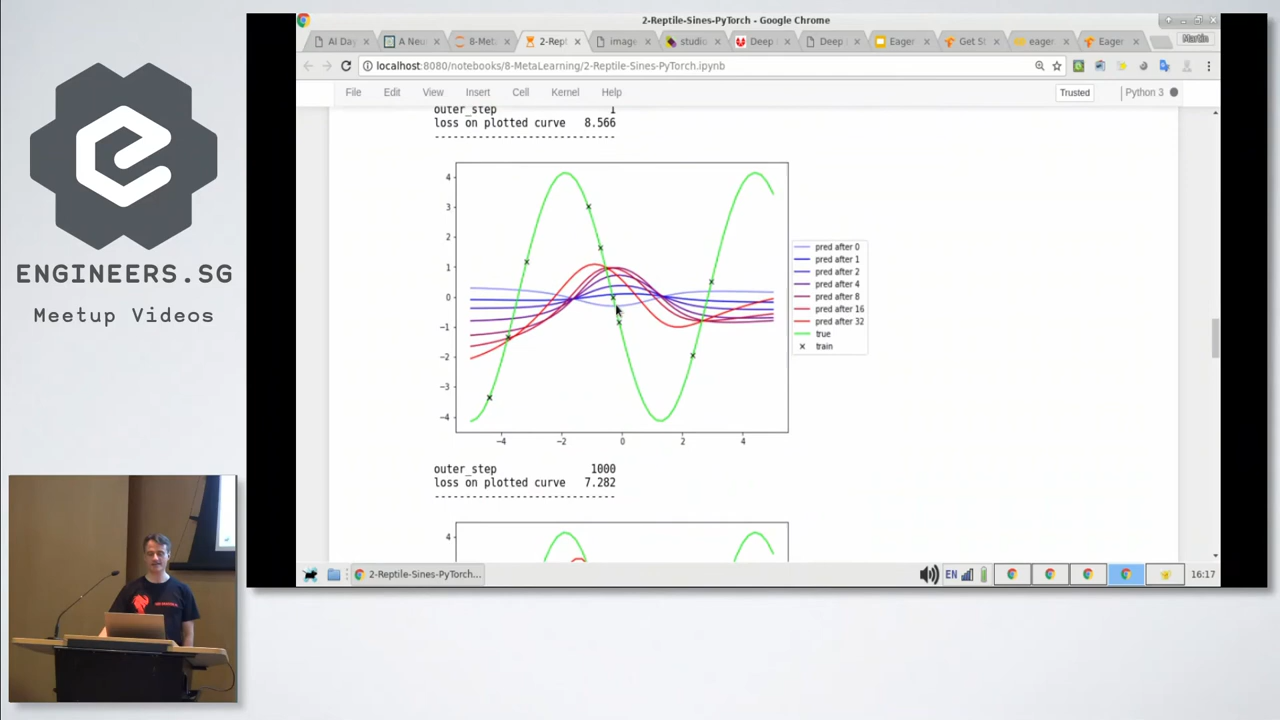 2-Reptile-Sines-PyTorch - Google Chrome
Martin
AI Day
A Neu
8-Met
2-Rept
image
studio
Deep l
Deep (
Eager
Get St
eager
Eager
localhost:8080/notebooks/8-MetaLearning/2-Reptile-Sines-PyTorch.ipynb
File Edit View Insert Cell Kernel Help
Trusted
Python 3
outer_step 1
loss on plotted curve 8.566
----------------------------
4
3
2
1
0
−1
−2
−3
−4
−4 −2 0 2 4
pred after 0
pred after 1
pred after 2
pred after 4
pred after 8
pred after 16
pred after 32
true
train
outer_step 1000
loss on plotted curve 7.282
----------------------------
4
2-Reptile-Sines-PyTorch...
EN
16:17
ENGINEERS.SG
Meetup Videos